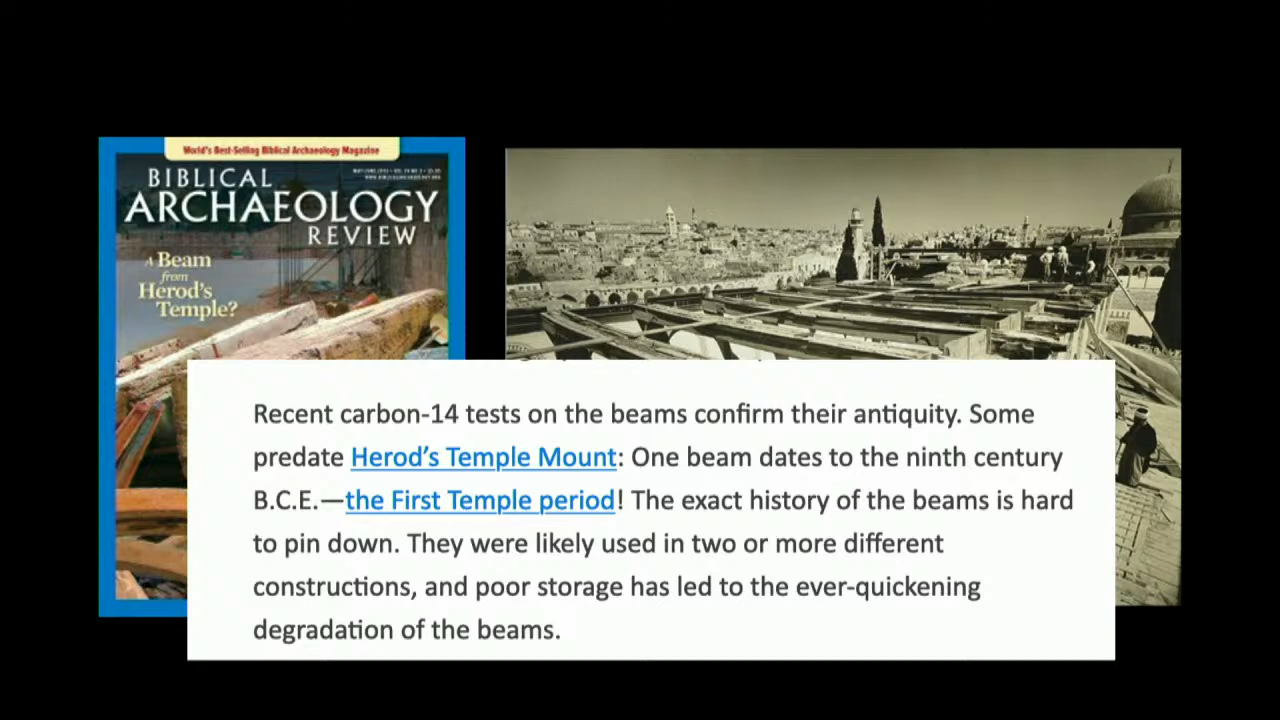 World's Best-Selling Biblical Archaeology Magazine
BIBLICAL
ARCHAEOLOGY
REVIEW
A Beam
from
Herod's
Temple?
Recent carbon-14 tests on the beams confirm their antiquity. Some
predate Herod’s Temple Mount: One beam dates to the ninth century
B.C.E.—the First Temple period! The exact history of the beams is hard
to pin down. They were likely used in two or more different
constructions, and poor storage has led to the ever-quickening
degradation of the beams.